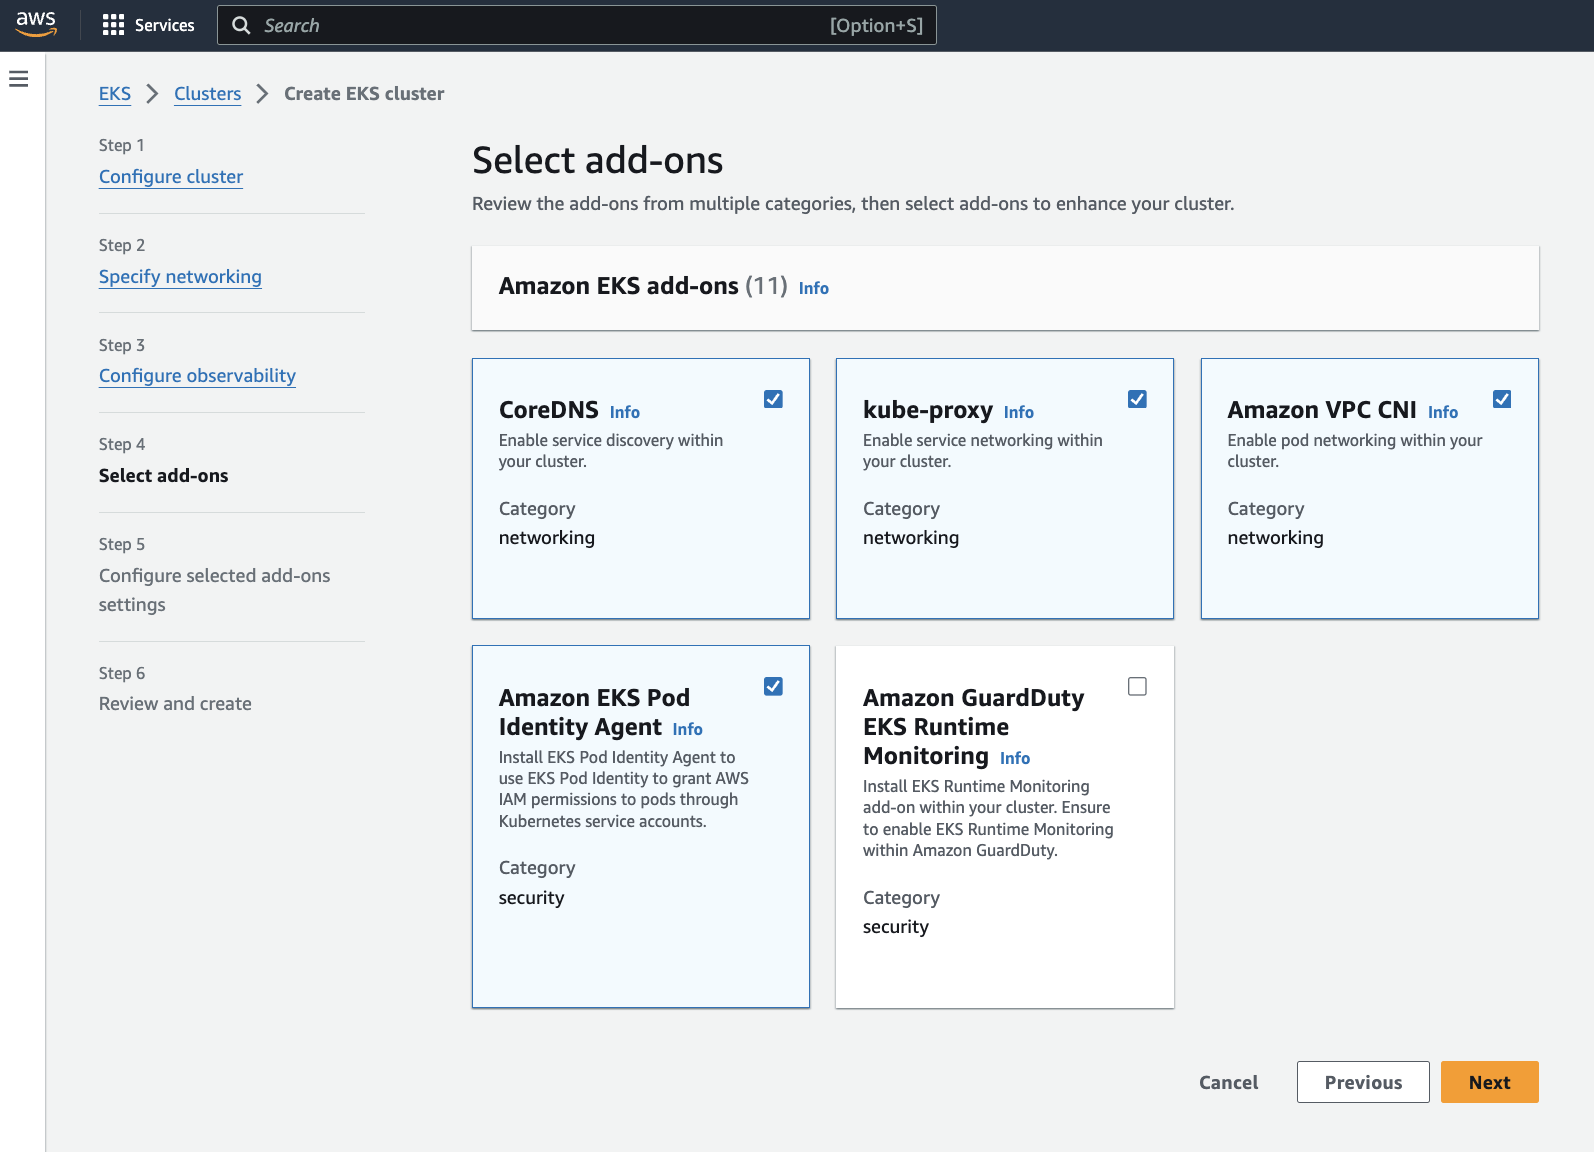 aws
Services
Search
[Option+S]
EKS
Clusters
Create EKS cluster
Step 1
Configure cluster
Step 2
Specify networking
Step 3
Configure observability
Step 4
Select add-ons
Step 5
Configure selected add-ons
settings
Step 6
Review and create
Select add-ons
Review the add-ons from multiple categories, then select add-ons to enhance your cluster.
Amazon EKS add-ons (11) Info
CoreDNS Info
Enable service discovery within
your cluster.
Category
networking
kube-proxy Info
Enable service networking within
your cluster.
Category
networking
Amazon VPC CNI Info
Enable pod networking within your
cluster.
Category
networking
Amazon EKS Pod
Identity Agent Info
Install EKS Pod Identity Agent to
use EKS Pod Identity to grant AWS
IAM permissions to pods through
Kubernetes service accounts.
Category
security
Amazon GuardDuty
EKS Runtime
Monitoring Info
Install EKS Runtime Monitoring
add-on within your cluster. Ensure
to enable EKS Runtime Monitoring
within Amazon GuardDuty.
Category
security
Cancel
Previous
Next